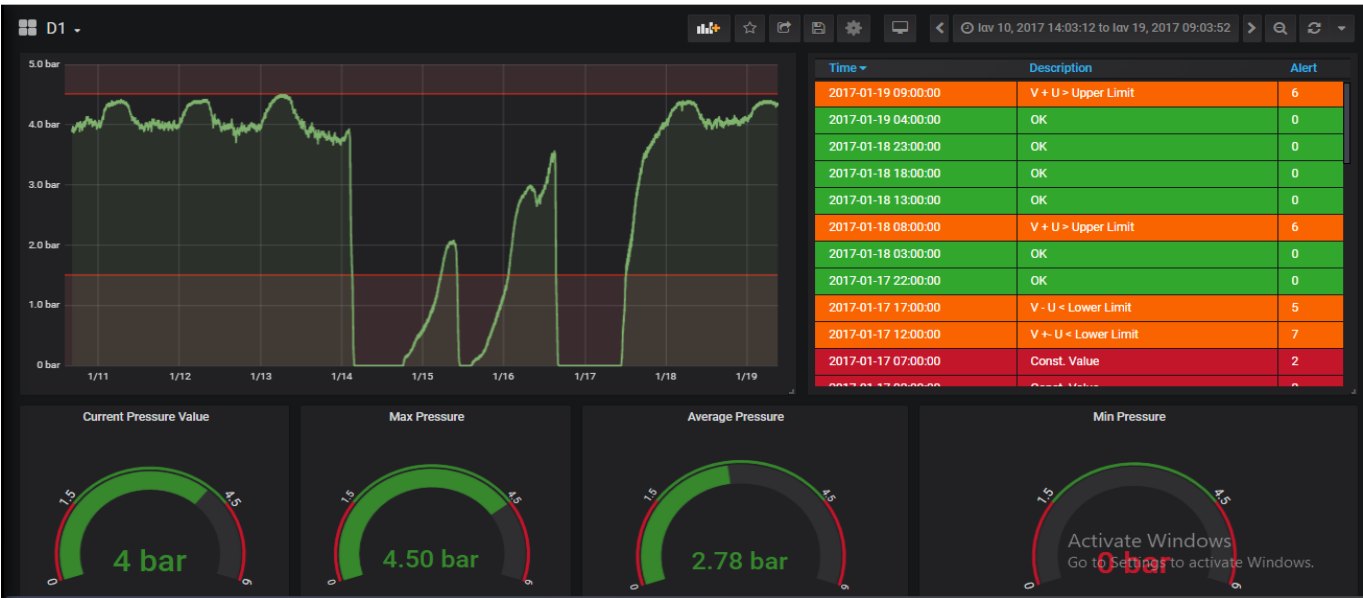 D1
Ιαν 10, 2017 14:03:12 to Ιαν 19, 2017 09:03:52
5.0 bar
4.0 bar
3.0 bar
2.0 bar
1.0 bar
0 bar
1/11 1/12 1/13 1/14 1/15 1/16 1/17 1/18 1/19
Time Description Alert
2017-01-19 09:00:00 V + U > Upper Limit 6
2017-01-19 04:00:00 OK 0
2017-01-18 23:00:00 OK 0
2017-01-18 18:00:00 OK 0
2017-01-18 13:00:00 OK 0
2017-01-18 08:00:00 V + U > Upper Limit 6
2017-01-18 03:00:00 OK 0
2017-01-17 22:00:00 OK 0
2017-01-17 17:00:00 V - U < Lower Limit 5
2017-01-17 12:00:00 V +- U < Lower Limit 7
2017-01-17 07:00:00 Const. Value 2
Const. Value
Current Pressure Value
0 1.5 4.5 6
4 bar
Max Pressure
0 1.5 4.5 6
4.50 bar
Average Pressure
0 1.5 4.5 6
2.78 bar
Min Pressure
0 1.5 4.5 6
0 bar
Activate Windows
Go to Settings to activate Windows.